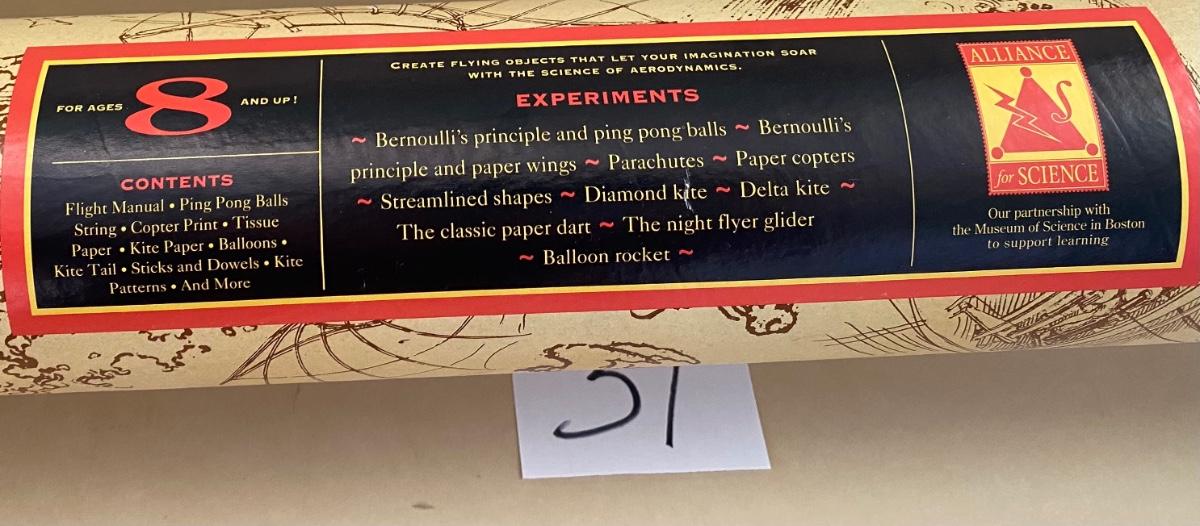 FOR AGES 8 AND UP!
CONTENTS
Flight Manual • Ping Pong Balls
String • Copter Print • Tissue
Paper • Kite Paper • Balloons •
Kite Tail • Sticks and Dowels • Kite
Patterns • And More
CREATE FLYING OBJECTS THAT LET YOUR IMAGINATION SOAR
WITH THE SCIENCE OF AERODYNAMICS.
EXPERIMENTS
~ Bernoulli's principle and ping pong balls ~ Bernoulli's
principle and paper wings ~ Parachutes ~ Paper copters
~ Streamlined shapes ~ Diamond kite ~ Delta kite ~
The classic paper dart ~ The night flyer glider
~ Balloon rocket ~
ALLIANCE
for SCIENCE
Our partnership with
the Museum of Science in Boston
to support learning
51